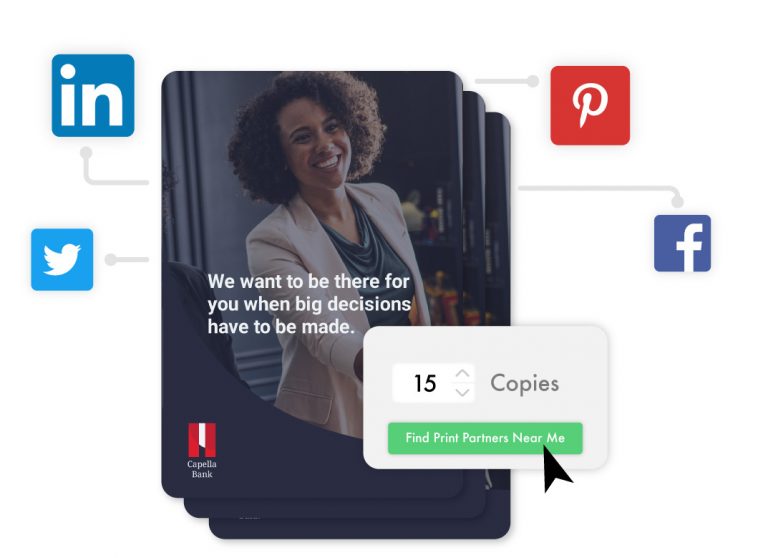 in
We want to be there for
you when big decisions
have to be made.
15
Copies
Find Print Partners Near Me
Capella
Bank